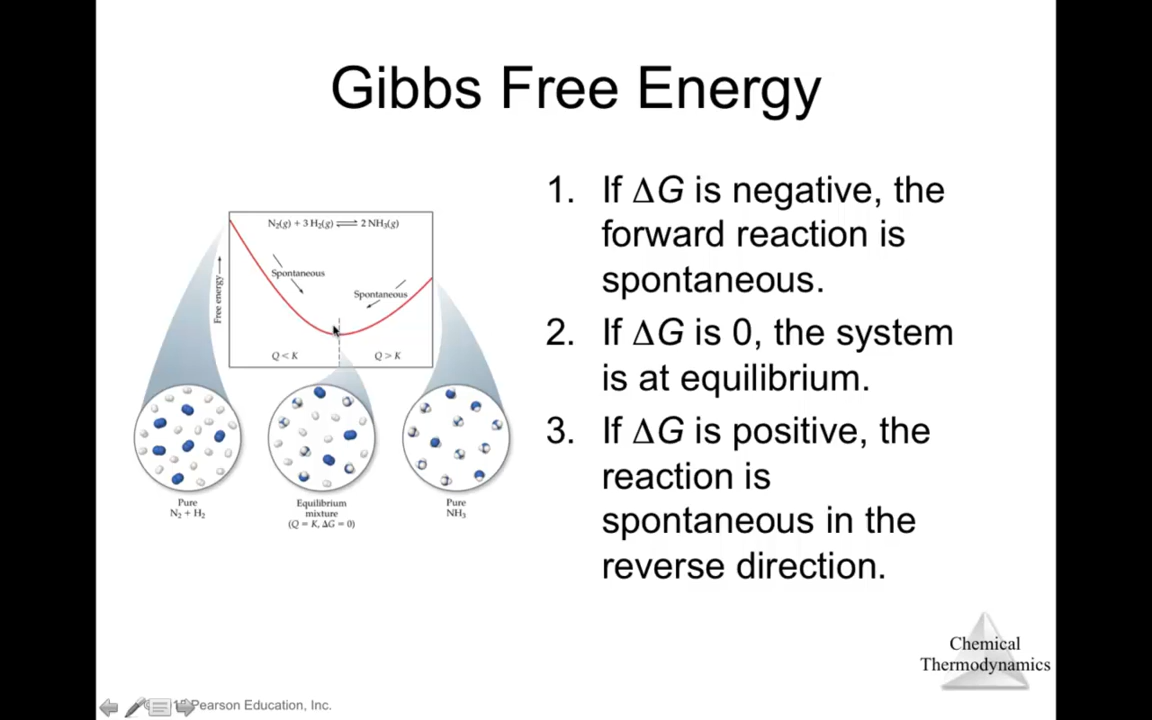 Gibbs Free Energy
N₂(g) + 3 H₂(g) ⇌ 2 NH₃(g)
Spontaneous
Spontaneous
Free energy →
Q < K
Q > K
Pure
N₂ + H₂
Equilibrium
mixture
(Q = K, ΔG = 0)
Pure
NH₃
1. If ΔG is negative, the
forward reaction is
spontaneous.
2. If ΔG is 0, the system
is at equilibrium.
3. If ΔG is positive, the
reaction is
spontaneous in the
reverse direction.
Chemical
Thermodynamics
Pearson Education, Inc.